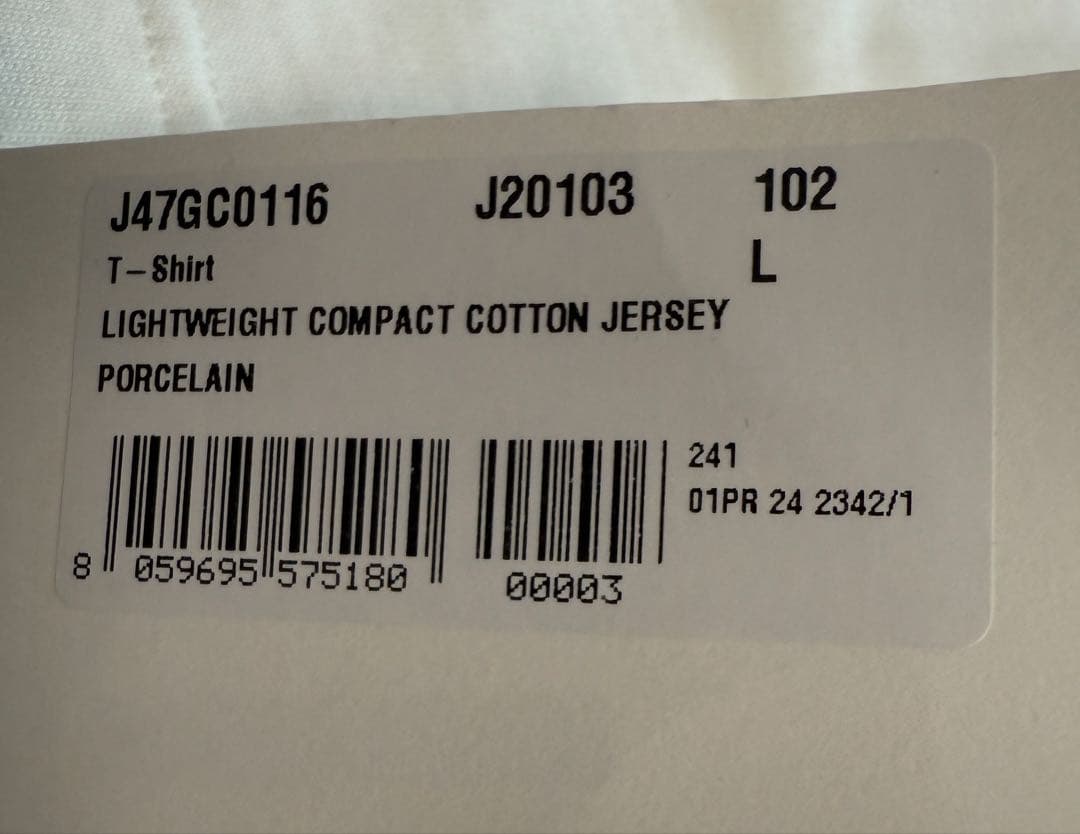 J47GC0116 J20103 102
T-Shirt L
LIGHTWEIGHT COMPACT COTTON JERSEY
PORCELAIN
241
01PR 24 2342/1
8 059695 575180 00003